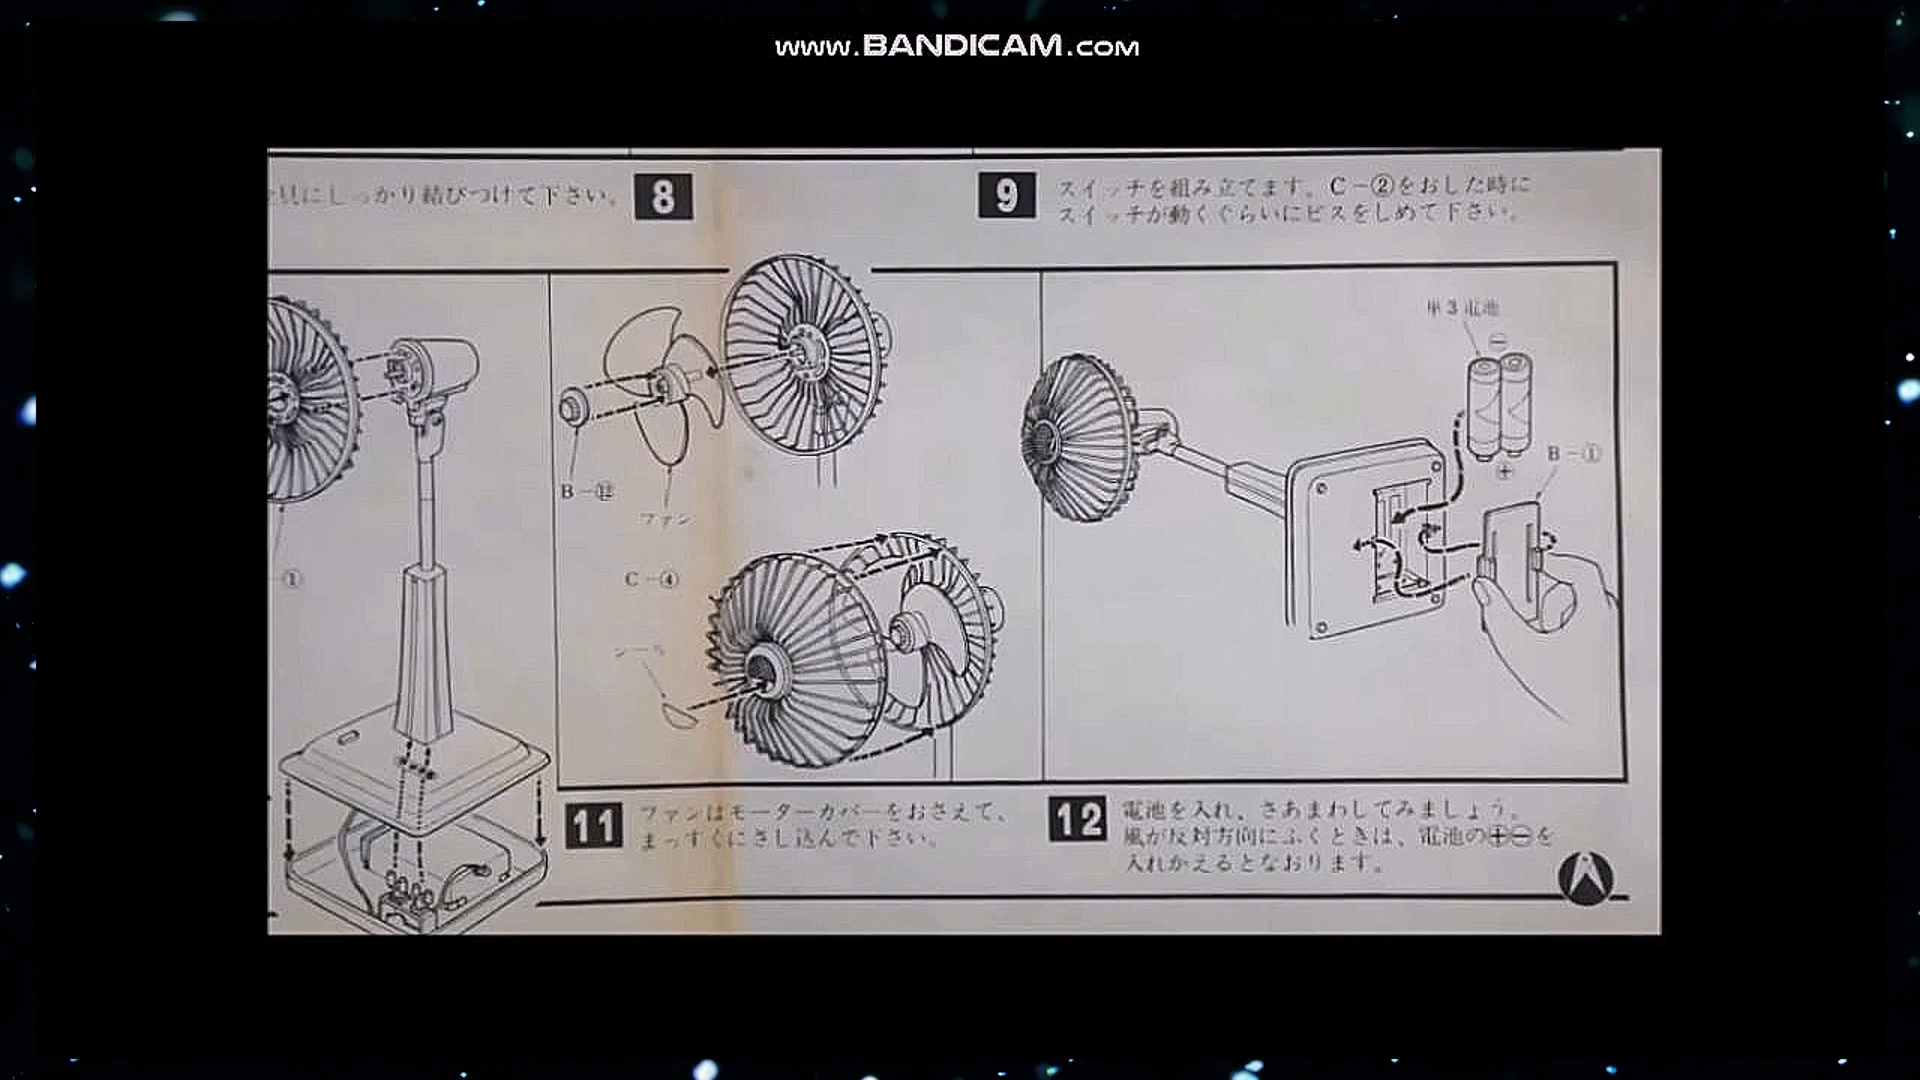 www.BANDICAM.com
にしっかり結びつけて下さい。
8
9
スイッチを組み立てます。C-②をおした時に
スイッチが動くぐらいにビスをしめて下さい。
単3電池
⊖
⊕
B-①
B-⑫
ファン
①
C-④
シール
11
ファンはモーターカバーをおさえて、
まっすぐにさし込んで下さい。
12
電池を入れ、さあまわしてみましょう。
風が反対方向にふくときは、電池の⊕⊖を
入れかえるとなおります。